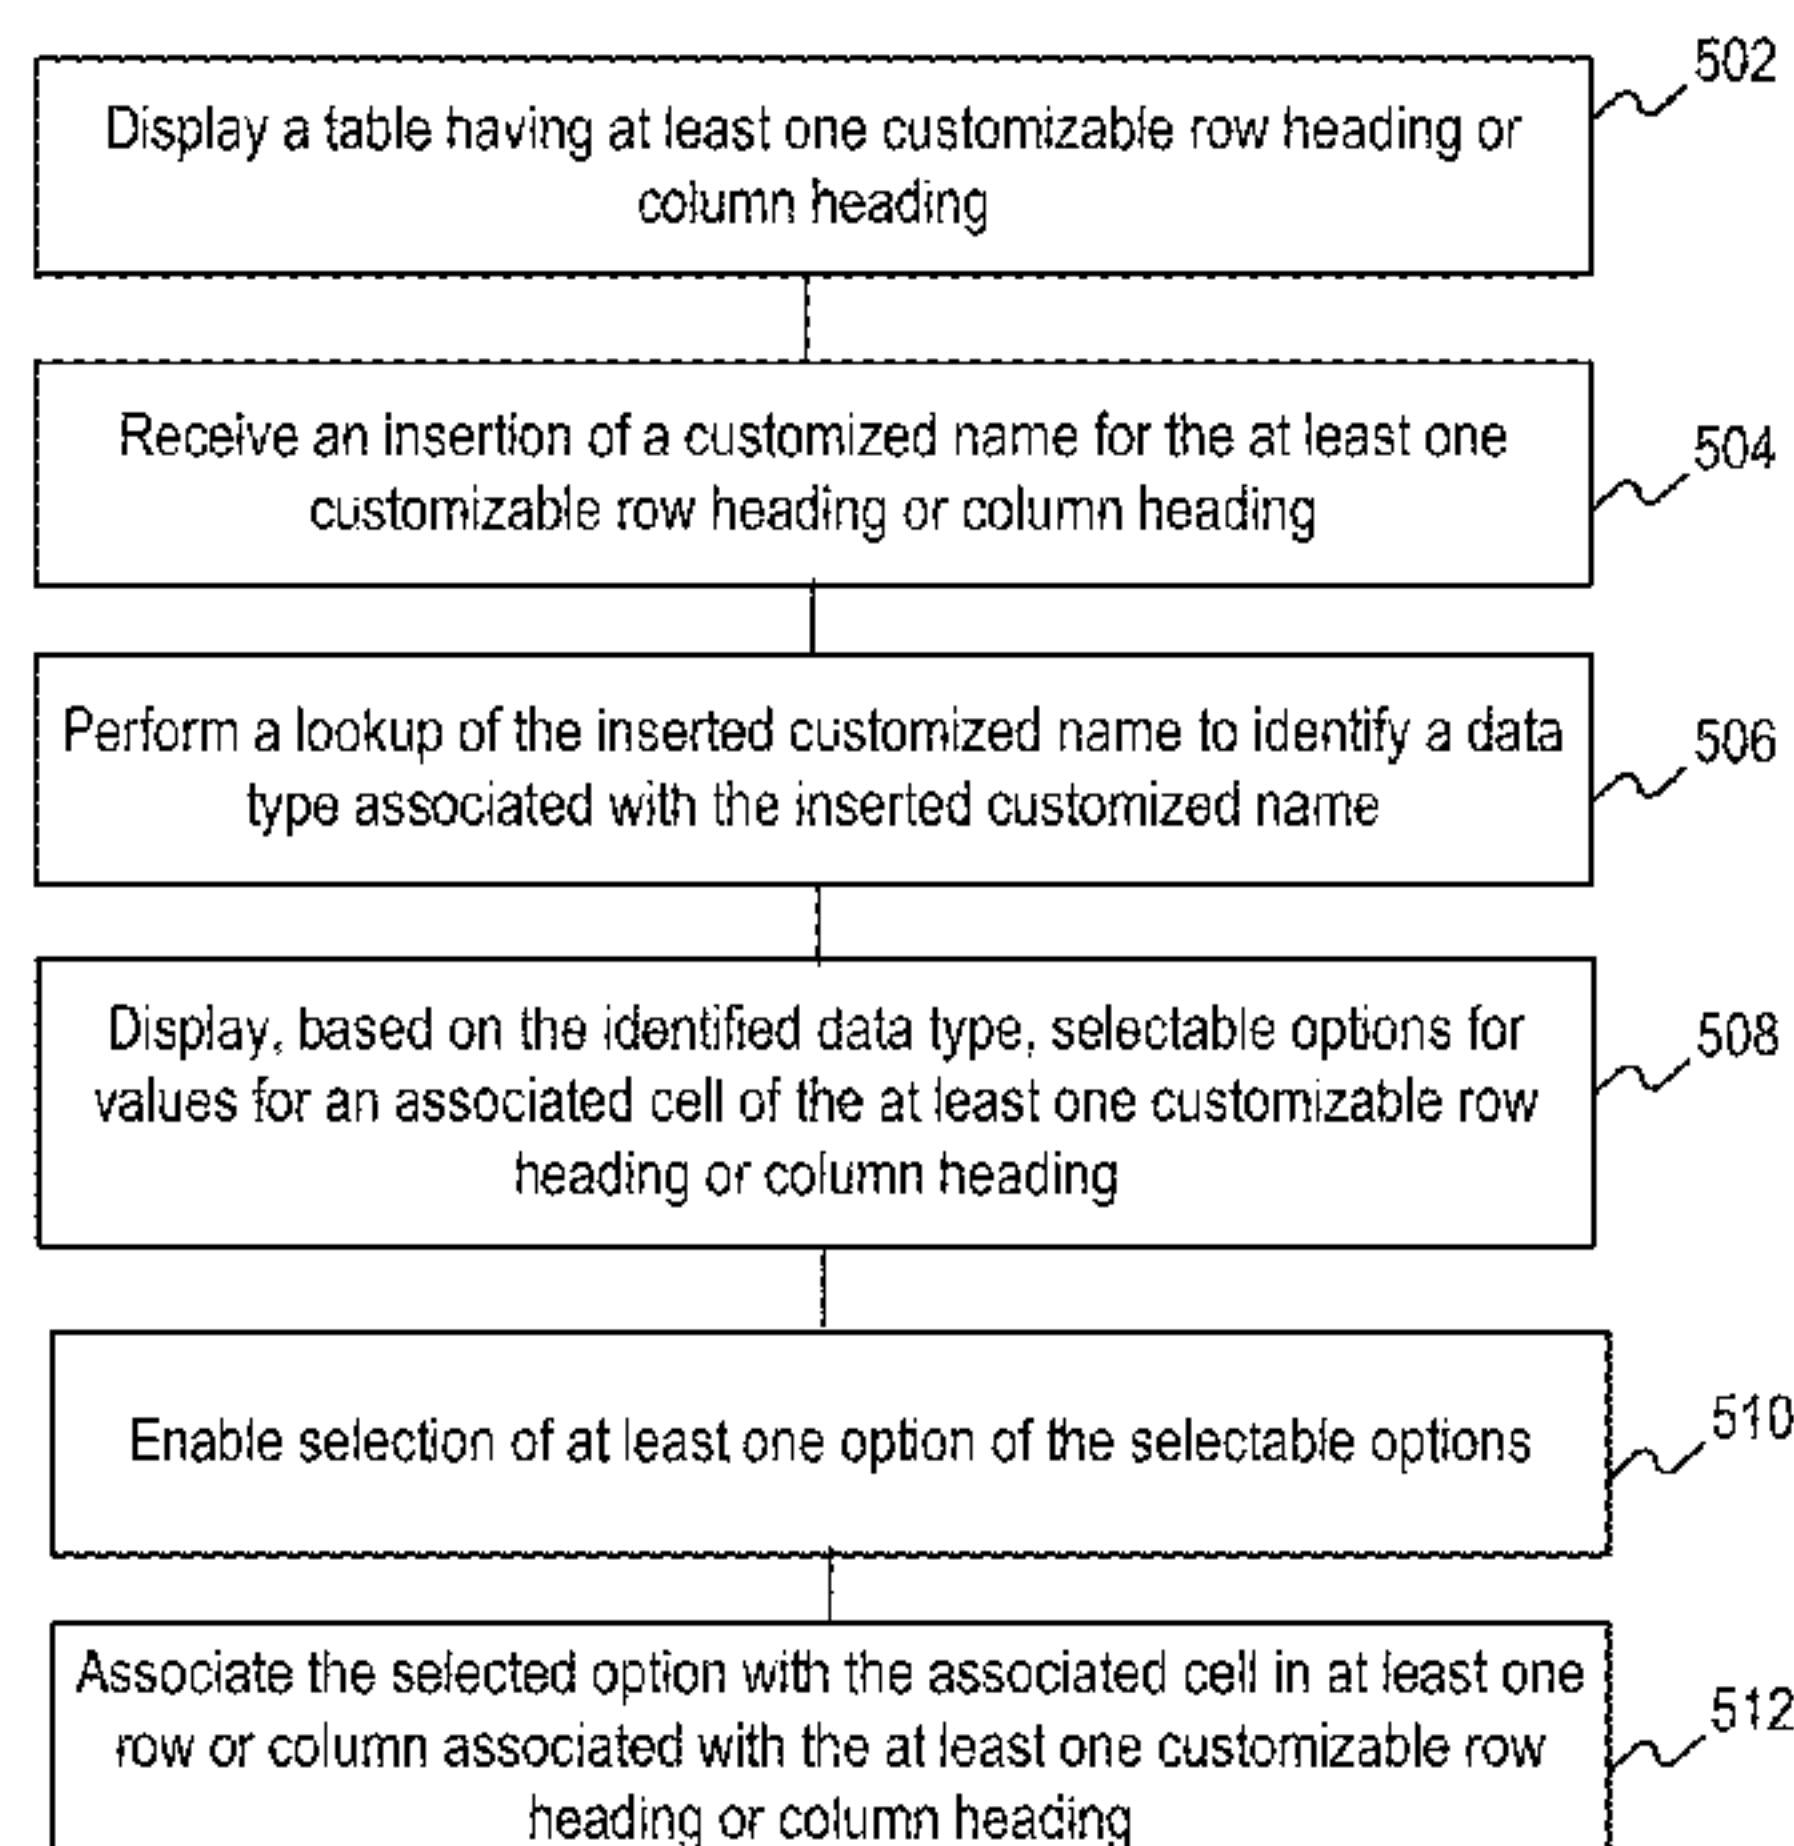 502
Display a table having at least one customizable row heading or
column heading
504
Receive an insertion of a customized name for the at least one
customizable row heading or column heading
506
Perform a lookup of the inserted customized name to identify a data
type associated with the inserted customized name
508
Display, based on the identified data type, selectable options for
values for an associated cell of the at least one customizable row
heading or column heading
510
Enable selection of at least one option of the selectable options
512
Associate the selected option with the associated cell in at least one
row or column associated with the at least one customizable row
heading or column heading